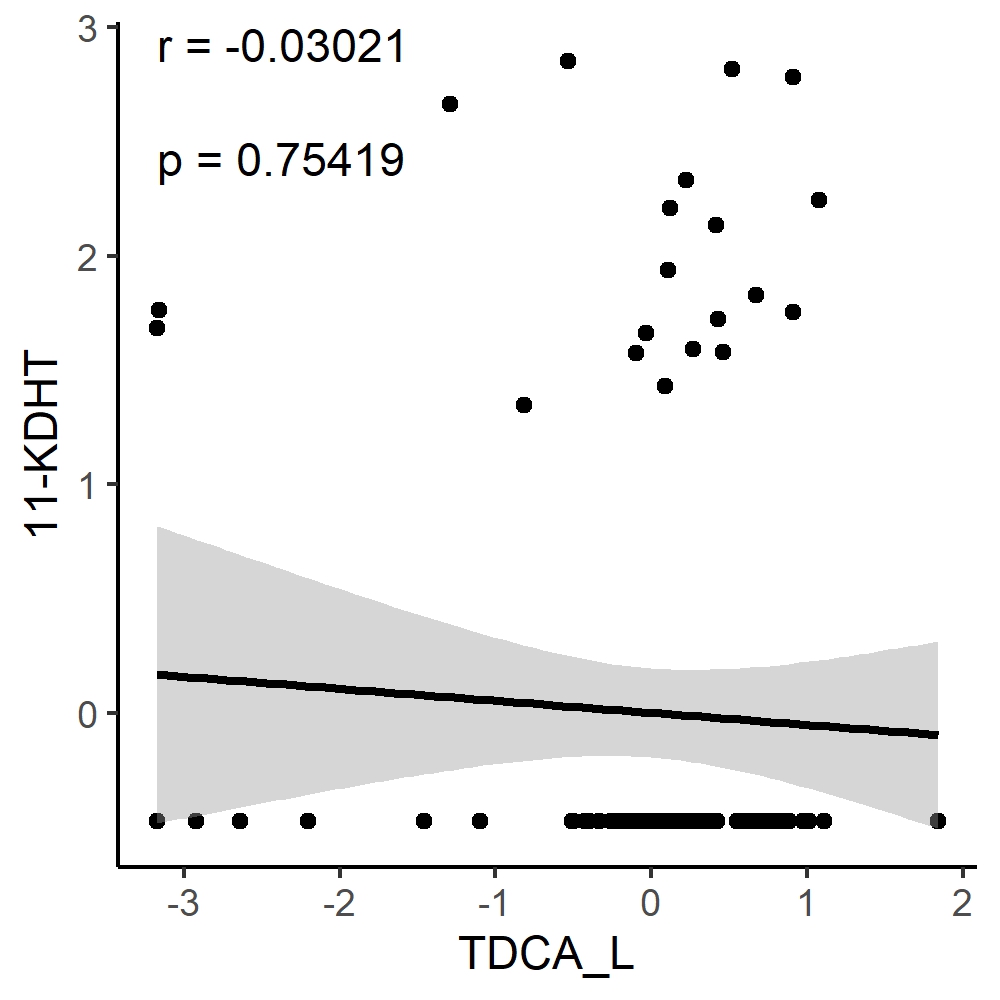 r = -0.03021
p = 0.75419
3
2
1
0
11-KDHT
-3
-2
-1
0
1
2
TDCA_L